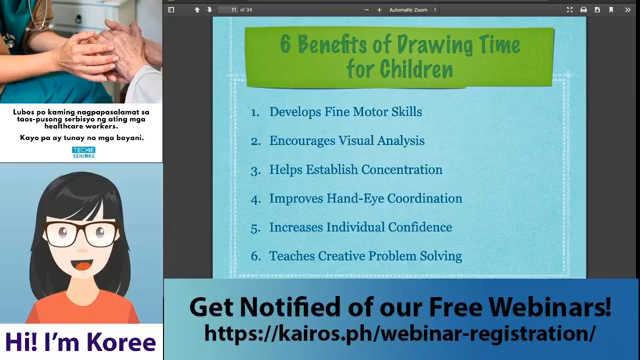 Lubos po kaming nagpapasalamat sa
taos-pusong serbisyo ng ating mga
healthcare workers.
Kayo pa ay tunay na mga bayani.
TECHIE
SENIORS
Hi! I'm Koree
11 of 34
Automatic Zoom
6 Benefits of Drawing Time
for Children
1. Develops Fine Motor Skills
2. Encourages Visual Analysis
3. Helps Establish Concentration
4. Improves Hand-Eye Coordination
5. Increases Individual Confidence
6. Teaches Creative Problem Solving
Get Notified of our Free Webinars!
https://kairos.ph/webinar-registration/